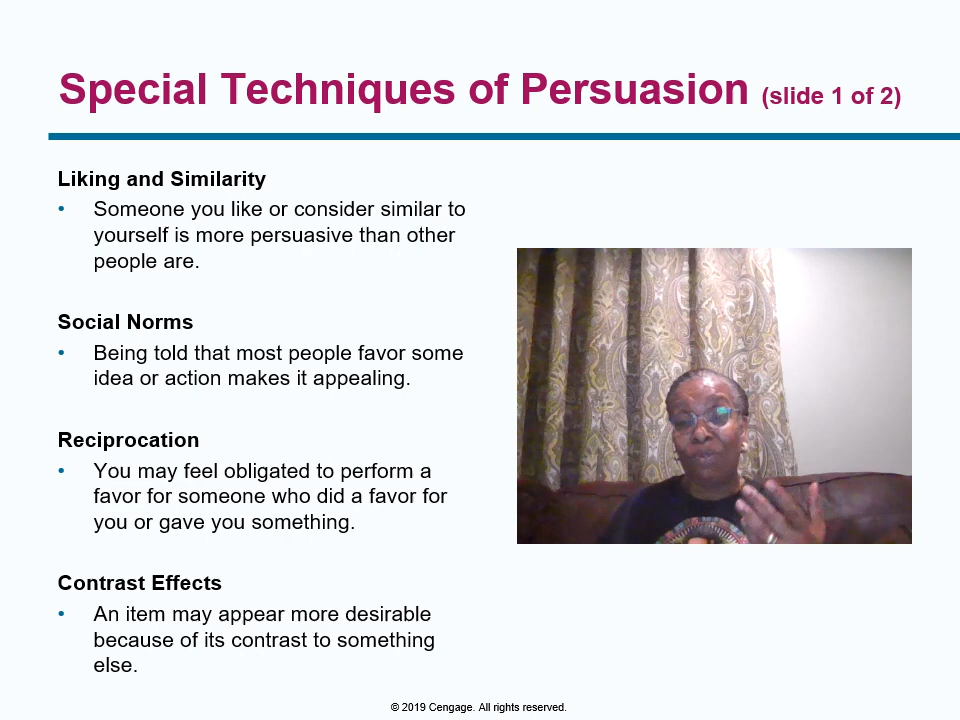 Special Techniques of Persuasion (slide 1 of 2)
Liking and Similarity
• Someone you like or consider similar to
yourself is more persuasive than other
people are.
Social Norms
• Being told that most people favor some
idea or action makes it appealing.
Reciprocation
• You may feel obligated to perform a
favor for someone who did a favor for
you or gave you something.
Contrast Effects
• An item may appear more desirable
because of its contrast to something
else.
© 2019 Cengage. All rights reserved.